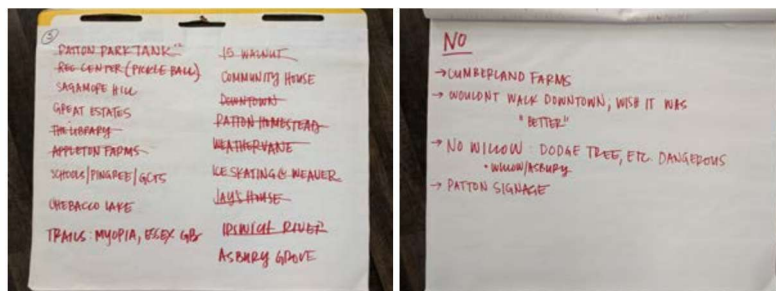 3
PATTON PARK TANK
REC CENTER (PICKLE BALL)
SAGAMORE HILL
GREAT ESTATES
THE LIBRARY
APPLETON FARMS
SCHOOLS/PINGREE/GCTS
CHEBACCO LAKE
TRAILS: MYOPIA, ESSEX
15 WALNUT
COMMUNITY HOUSE
DOWNTOWN
PATTON HOMESTEAD
WEATHERVANE
ICE SKATING @ WEAVER
JAY'S HOUSE
IPSWICH RIVER
ASBURY GROVE
NO
→ CUMBERLAND FARMS
→ WOULDNT WALK DOWNTOWN, WISH IT WAS
"BETTER"
→ NO WILLOW: DODGE TREE, ETC. DANGEROUS
• WILLOW/ASBURY
→ PATTON SIGNAGE